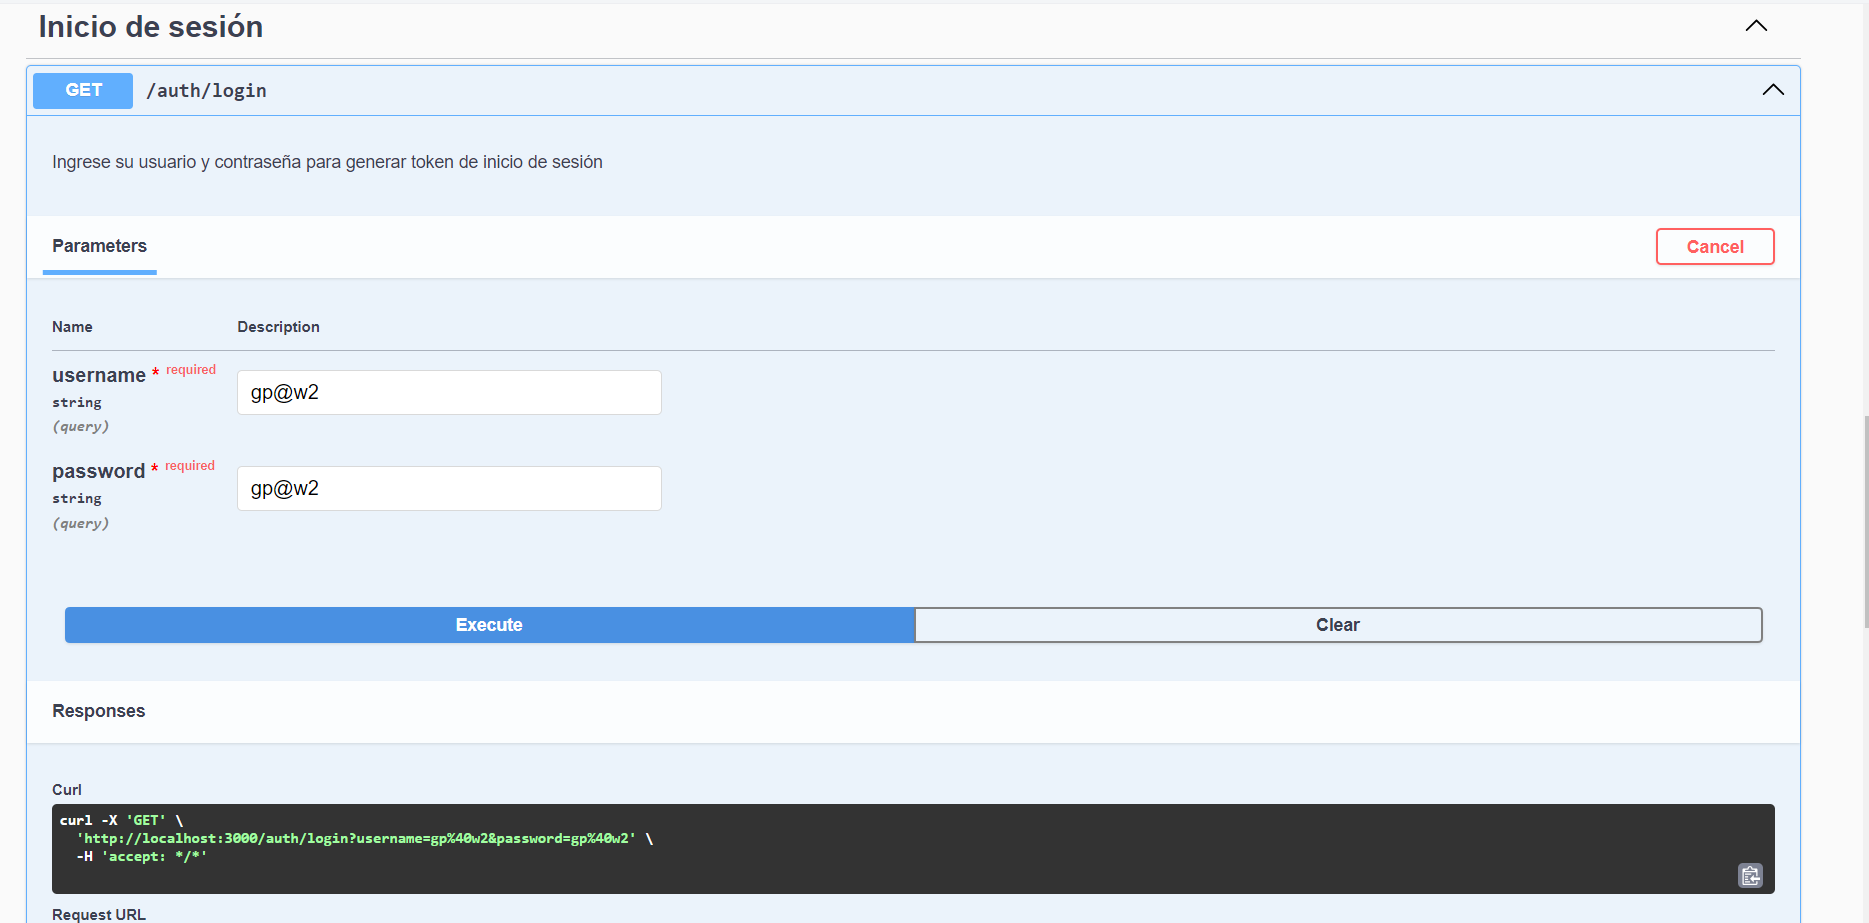 Inicio de sesión
GET /auth/login
Ingrese su usuario y contraseña para generar token de inicio de sesión
Parameters
Cancel
Name Description
username * required
string
(query)
gp@w2
password * required
string
(query)
gp@w2
Execute Clear
Responses
Curl
curl -X 'GET' \
'http://localhost:3000/auth/login?username=gp%40w2&password=gp%40w2' \
-H 'accept: */*'
Request URL